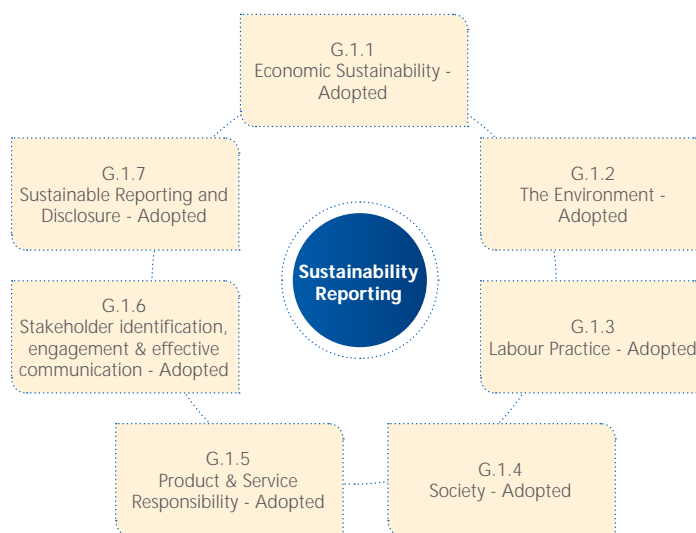 G.1.1
Economic Sustainability -
Adopted
G.1.2
The Environment -
Adopted
G.1.3
Labour Practice - Adopted
G.1.4
Society - Adopted
G.1.5
Product & Service
Responsibility - Adopted
G.1.6
Stakeholder identification,
engagement & effective
communication - Adopted
G.1.7
Sustainable Reporting and
Disclosure - Adopted
Sustainability
Reporting